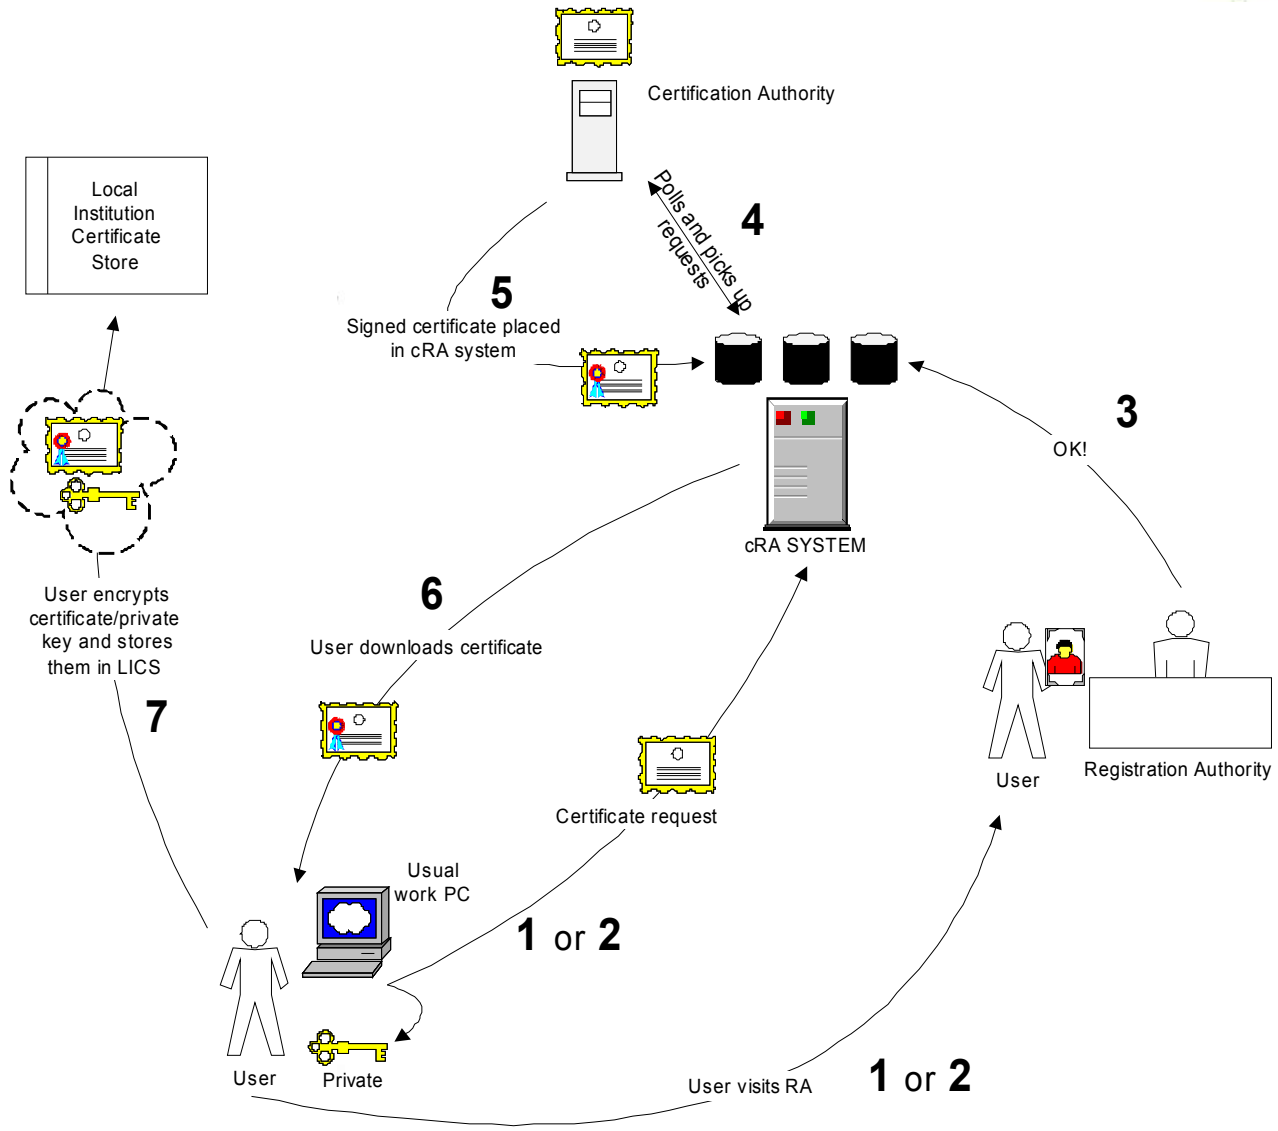 Certification Authority
Local
Institution
Certificate
Store
Polls and picks up
requests
4
5
Signed certificate placed
in cRA system
3
OK!
cRA SYSTEM
User encrypts
certificate/private
key and stores
them in LICS
7
6
User downloads certificate
User
Registration Authority
Certificate request
Usual
work PC
1 or 2
User
Private
User visits RA
1 or 2